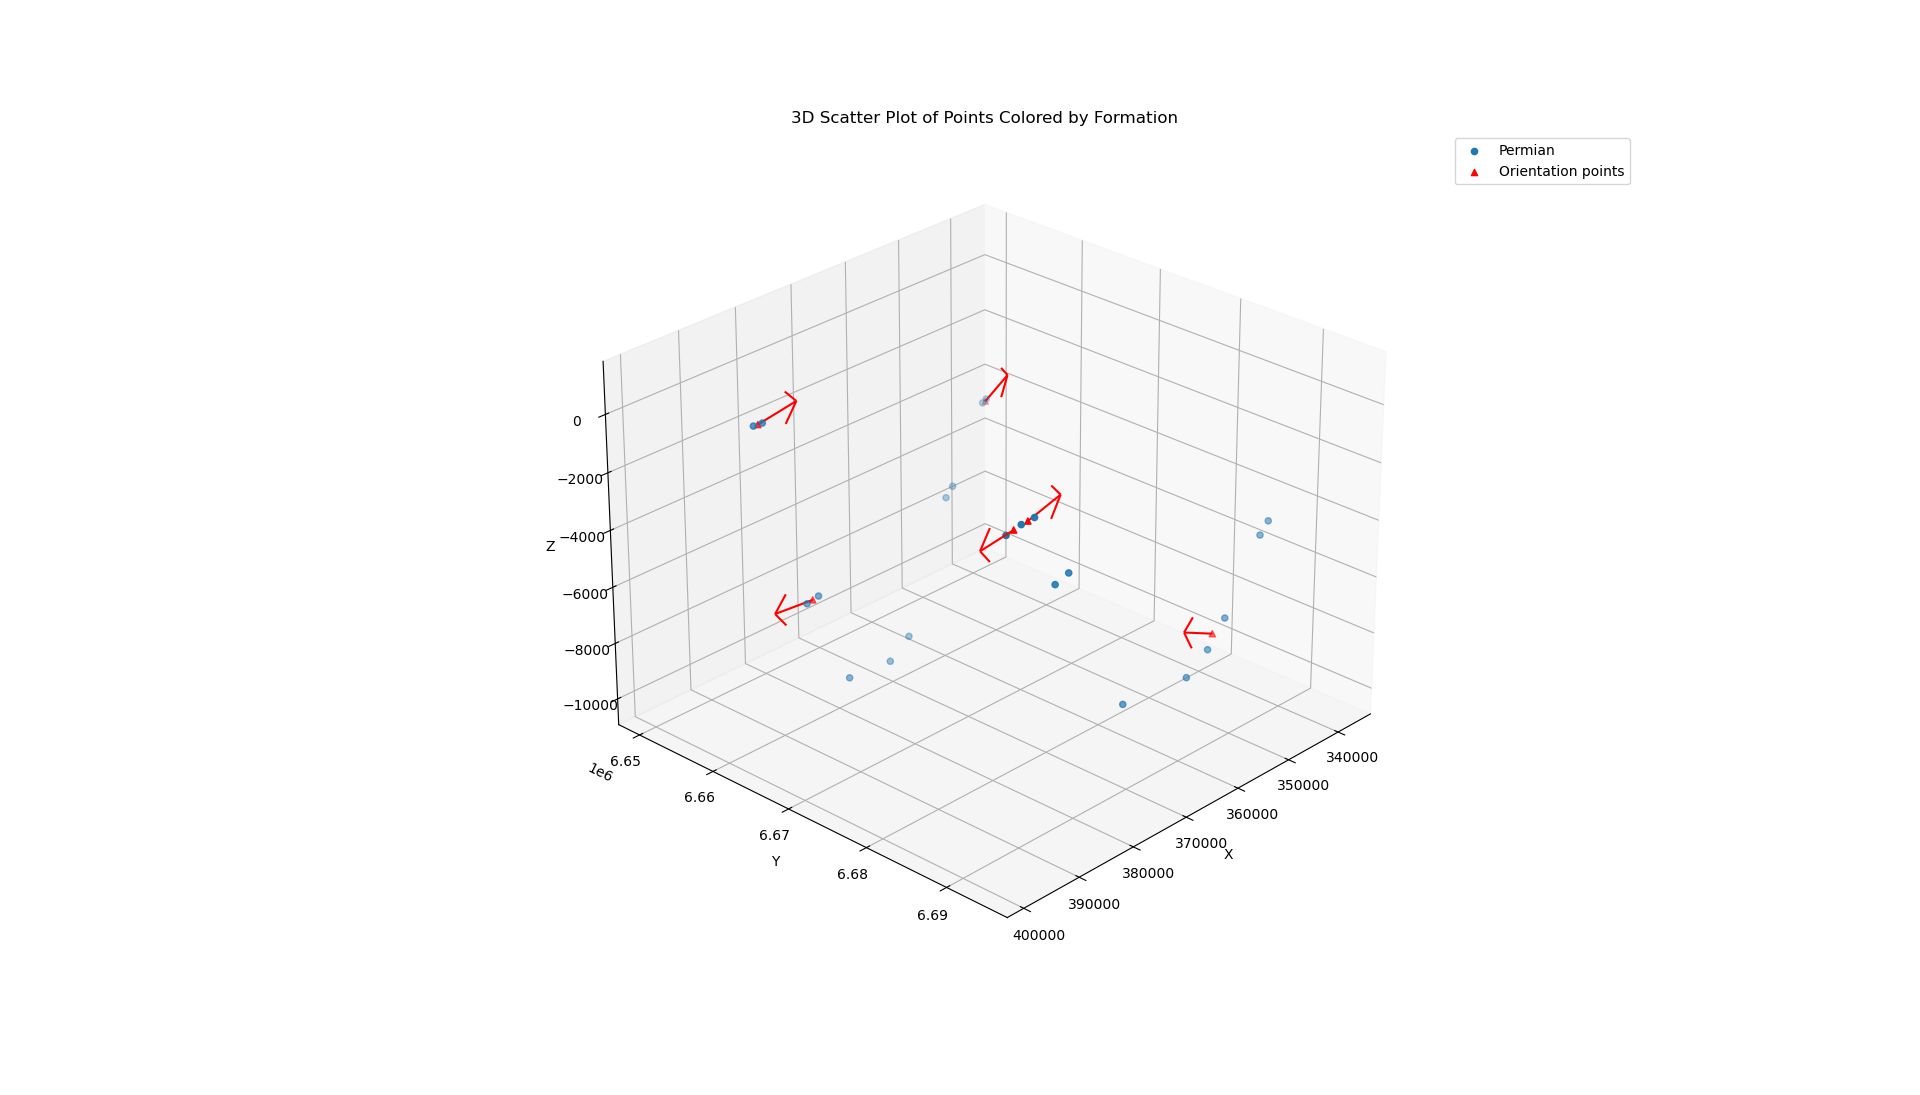 3D Scatter Plot of Points Colored by Formation
Permian
Orientation points
0
−2000
−4000
−6000
−8000
−10000
Z
1e6
6.65
6.66
6.67
6.68
6.69
Y
340000
350000
360000
370000
380000
390000
400000
X